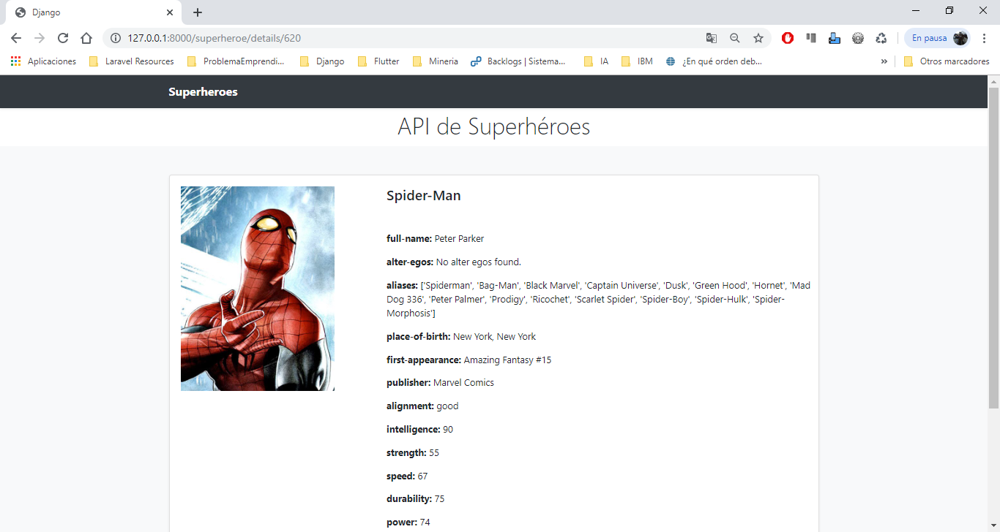 Django
127.0.0.1:8000/superheroe/details/620
En pausa
Aplicaciones
Laravel Resources
ProblemaEmprendi...
Django
Flutter
Mineria
Backlogs | Sistema...
IA
IBM
¿En qué orden deb...
»
Otros marcadores
Superheroes
API de Superhéroes
Spider-Man
full-name: Peter Parker
alter-egos: No alter egos found.
aliases: ['Spiderman', 'Bag-Man', 'Black Marvel', 'Captain Universe', 'Dusk', 'Green Hood', 'Hornet', 'Mad
Dog 336', 'Peter Palmer', 'Prodigy', 'Ricochet', 'Scarlet Spider', 'Spider-Boy', 'Spider-Hulk', 'Spider-
Morphosis']
place-of-birth: New York, New York
first-appearance: Amazing Fantasy #15
publisher: Marvel Comics
alignment: good
intelligence: 90
strength: 55
speed: 67
durability: 75
power: 74